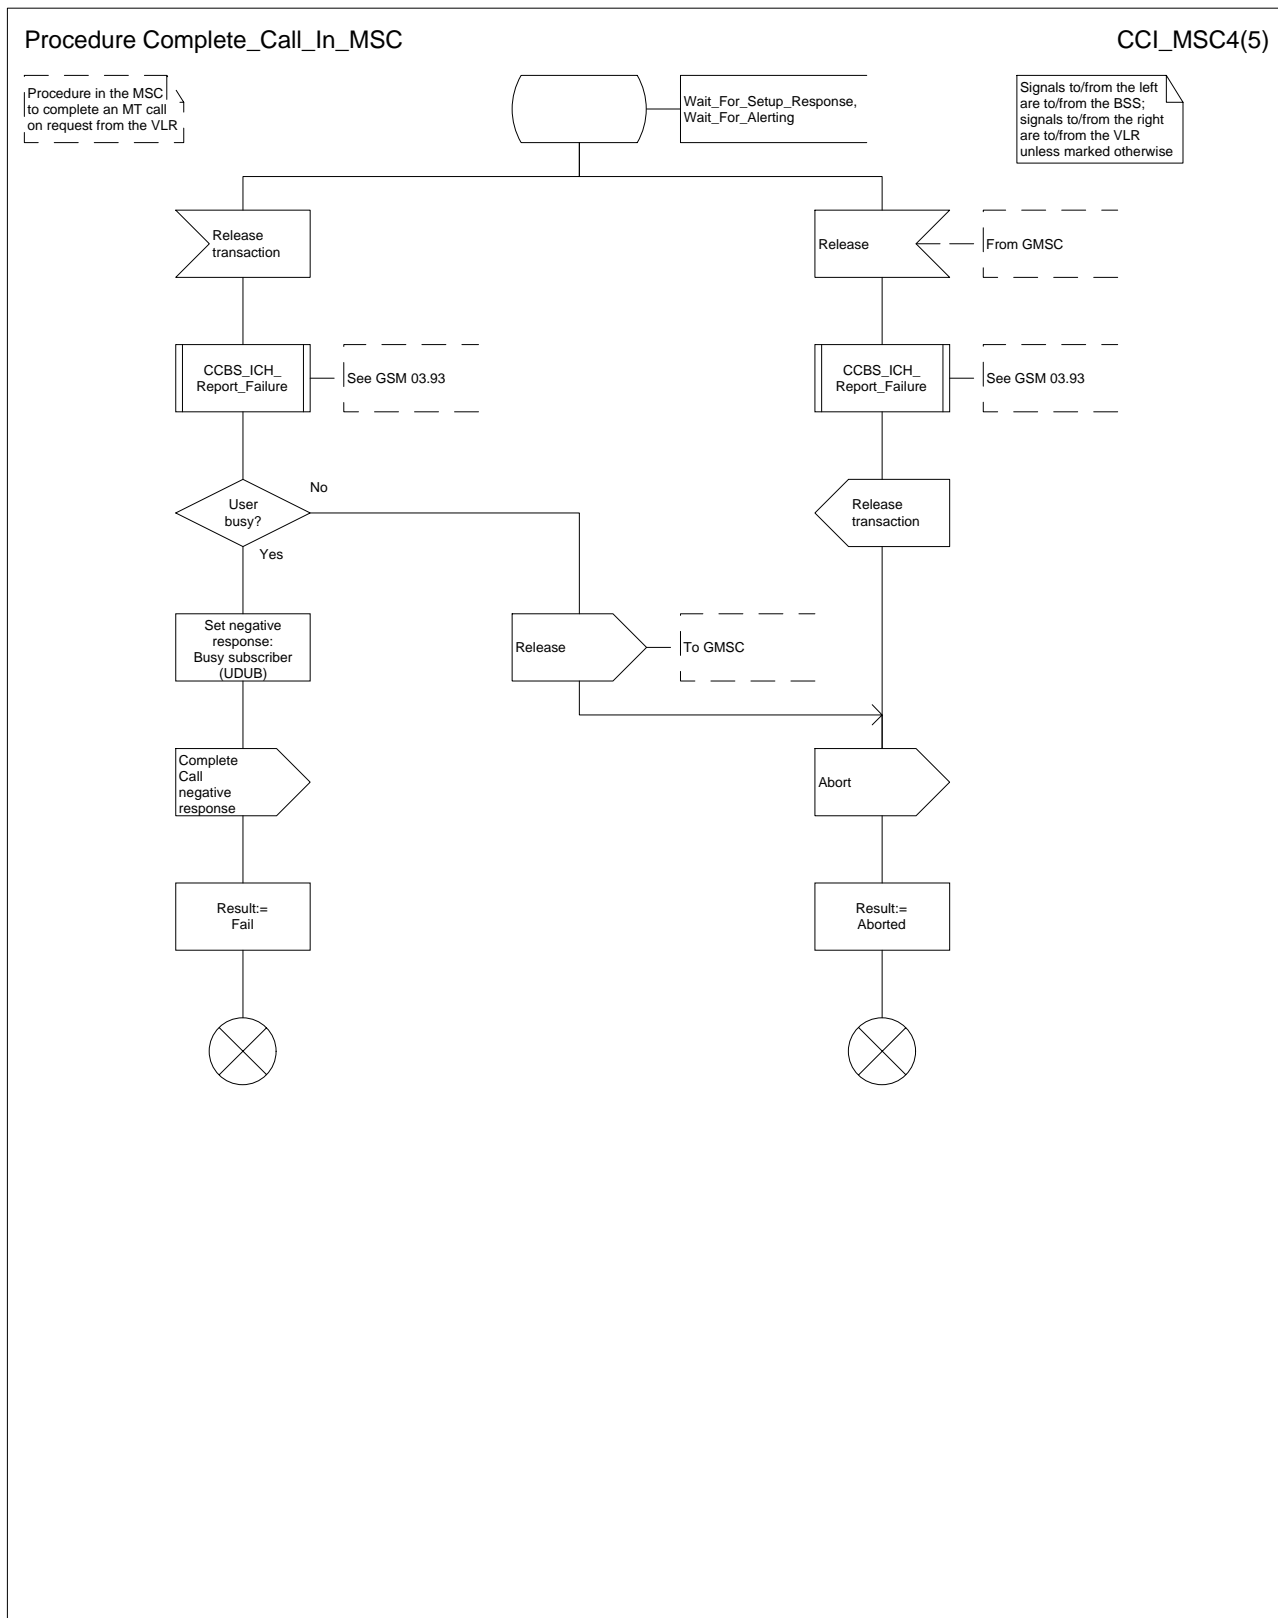 Procedure Complete_Call_In_MSC
CCI_MSC4(5)
Procedure in the MSC
to complete an MT call
on request from the VLR
Wait_For_Setup_Response,
Wait_For_Alerting
Signals to/from the left
are to/from the BSS;
signals to/from the right
are to/from the VLR
unless marked otherwise
Release
transaction
Release
From GMSC
CCBS_ICH_
Report_Failure
See GSM 03.93
CCBS_ICH_
Report_Failure
See GSM 03.93
User
busy?
No
Yes
Release
transaction
Set negative
response:
Busy subscriber
(UDUB)
Release
To GMSC
Complete
Call
negative
response
Abort
Result:=
Fail
Result:=
Aborted